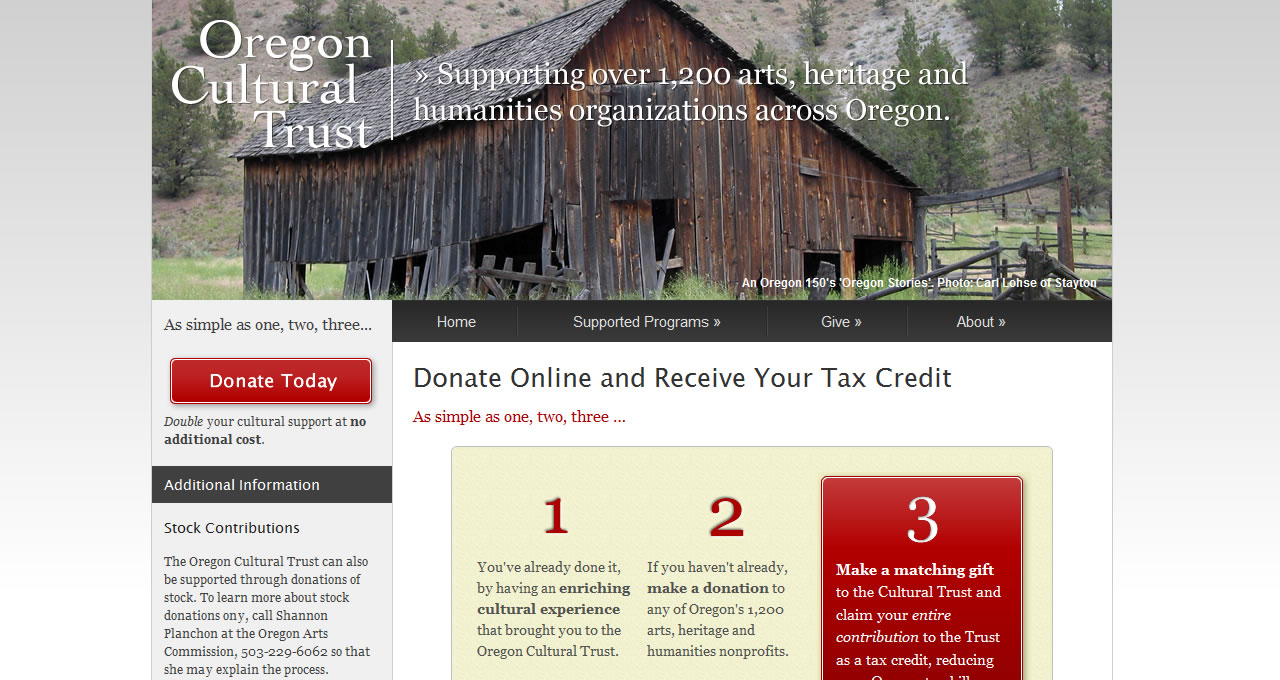 Oregon
Cultural
Trust
» Supporting over 1,200 arts, heritage and
humanities organizations across Oregon.
An Oregon 150's 'Oregon Stories'. Photo: Carl Lohse of Stayton
Home
Supported Programs »
Give »
About »
As simple as one, two, three...
Donate Today
Double your cultural support at no
additional cost.
Additional Information
Stock Contributions
The Oregon Cultural Trust can also
be supported through donations of
stock. To learn more about stock
donations ony, call Shannon
Planchon at the Oregon Arts
Commission, 503-229-6062 so that
she may explain the process.
Donate Online and Receive Your Tax Credit
As simple as one, two, three ...
1
You've already done it,
by having an enriching
cultural experience
that brought you to the
Oregon Cultural Trust.
2
If you haven't already,
make a donation to
any of Oregon's 1,200
arts, heritage and
humanities nonprofits.
3
Make a matching gift
to the Cultural Trust and
claim your entire
contribution to the Trust
as a tax credit, reducing